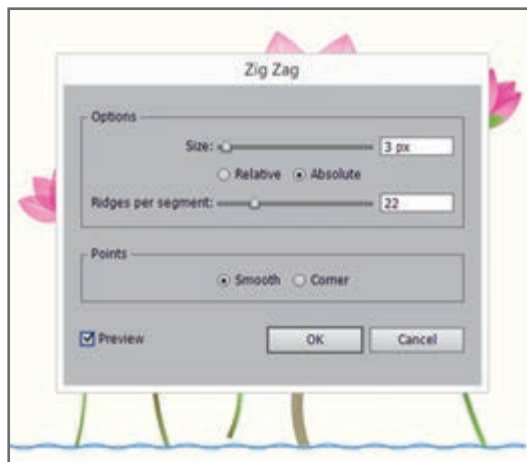 Zig Zag
Options
Size: 3 px
Relative Absolute
Ridges per segment: 22
Points
Smooth Corner
Preview OK Cancel